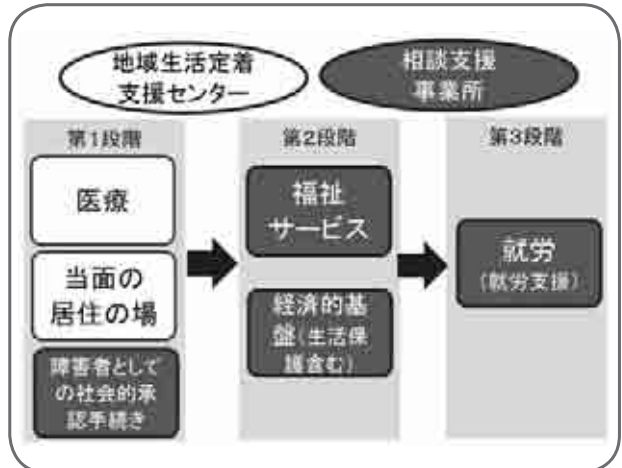 地域生活定着
支援センター
相談支援
事業所
第1段階
医療
当面の
居住の場
障害者として
の社会的承
認手続き
第2段階
福祉
サービス
経済的基
盤(生活保
護含む)
第3段階
就労
(就労支援)